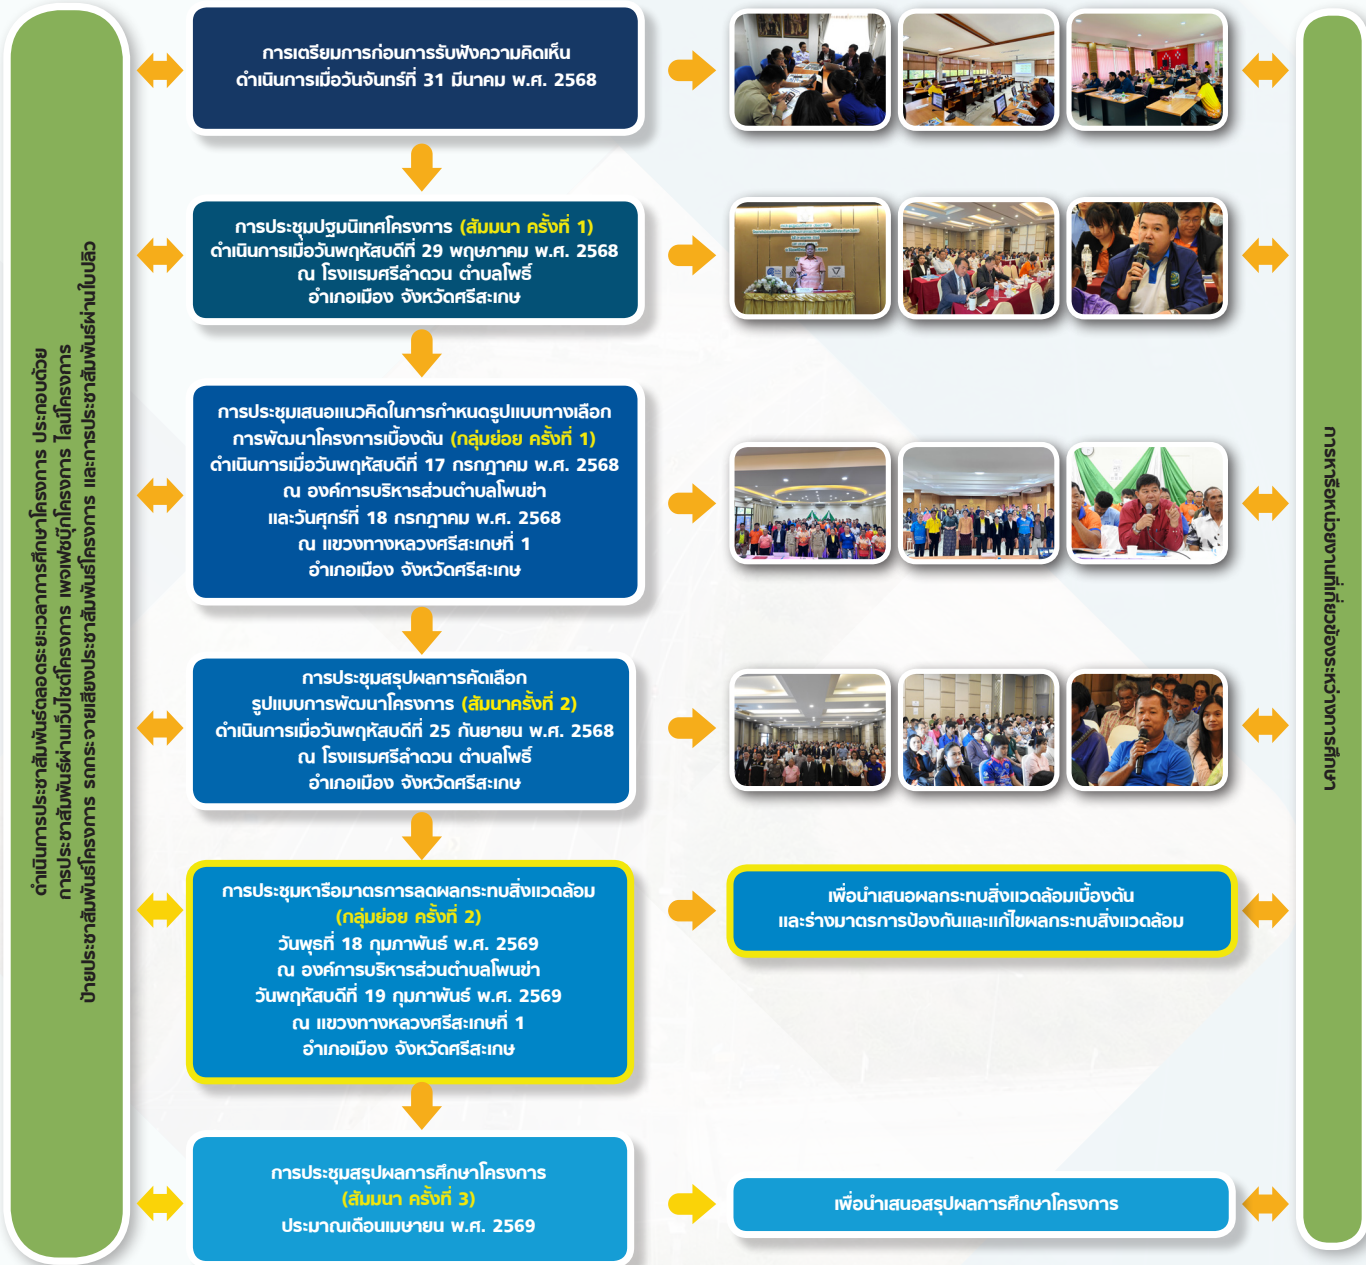 ดำเนินการประชาสัมพันธ์ตลอดระยะเวลาการศึกษาโครงการ ประกอบด้วย
การประชาสัมพันธ์ผ่านเว็บไซต์โครงการ เพจเฟซบุ๊กโครงการ ไลน์โครงการ
ป้ายประชาสัมพันธ์โครงการ รถกระจายเสียงประชาสัมพันธ์โครงการ และการประชาสัมพันธ์ผ่านใบปลิว
การเตรียมการก่อนการรับฟังความคิดเห็น
ดำเนินการเมื่อวันจันทร์ที่ 31 มีนาคม พ.ศ. 2568
การประชุมปฐมนิเทศโครงการ (สัมมนา ครั้งที่ 1)
ดำเนินการเมื่อวันพฤหัสบดีที่ 29 พฤษภาคม พ.ศ. 2568
ณ โรงแรมศรีลำดวน ตำบลโพธิ์
อำเภอเมือง จังหวัดศรีสะเกษ
การประชุมเสนอแนวคิดในการกำหนดรูปแบบทางเลือก
การพัฒนาโครงการเบื้องต้น (กลุ่มย่อย ครั้งที่ 1)
ดำเนินการเมื่อวันพฤหัสบดีที่ 17 กรกฎาคม พ.ศ. 2568
ณ องค์การบริหารส่วนตำบลโพนข่า
และวันศุกร์ที่ 18 กรกฎาคม พ.ศ. 2568
ณ แขวงทางหลวงศรีสะเกษที่ 1
อำเภอเมือง จังหวัดศรีสะเกษ
การประชุมสรุปผลการคัดเลือก
รูปแบบการพัฒนาโครงการ (สัมนาครั้งที่ 2)
ดำเนินการเมื่อวันพฤหัสบดีที่ 25 กันยายน พ.ศ. 2568
ณ โรงแรมศรีลำดวน ตำบลโพธิ์
อำเภอเมือง จังหวัดศรีสะเกษ
การประชุมหารือมาตรการลดผลกระทบสิ่งแวดล้อม
(กลุ่มย่อย ครั้งที่ 2)
วันพุธที่ 18 กุมภาพันธ์ พ.ศ. 2569
ณ องค์การบริหารส่วนตำบลโพนข่า
วันพฤหัสบดีที่ 19 กุมภาพันธ์ พ.ศ. 2569
ณ แขวงทางหลวงศรีสะเกษที่ 1
อำเภอเมือง จังหวัดศรีสะเกษ
เพื่อนำเสนอผลกระทบสิ่งแวดล้อมเบื้องต้น
และร่างมาตรการป้องกันและแก้ไขผลกระทบสิ่งแวดล้อม
การประชุมสรุปผลการศึกษาโครงการ
(สัมมนา ครั้งที่ 3)
ประมาณเดือนเมษายน พ.ศ. 2569
เพื่อนำเสนอสรุปผลการศึกษาโครงการ
การหารือหน่วยงานที่เกี่ยวข้องระหว่างการศึกษา